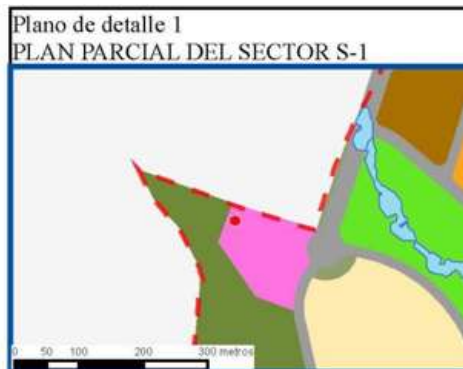 Plano de detalle 1
PLAN PARCIAL DEL SECTOR S-1
0 50 100 200 300 metros